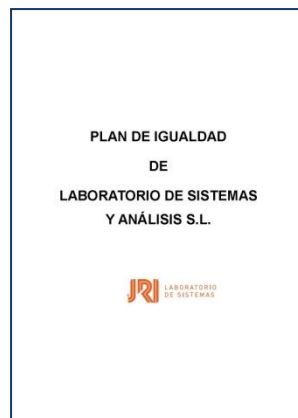 PLAN DE IGUALDAD
DE
LABORATORIO DE SISTEMAS
Y ANÁLISIS S.L.
JRI LABORATORIO
DE SISTEMAS